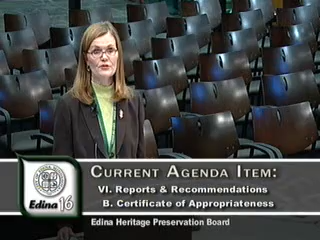 CURRENT AGENDA ITEM:
VI. Reports & Recommendations
B. Certificate of Appropriateness
Edina 16
Edina Heritage Preservation Board